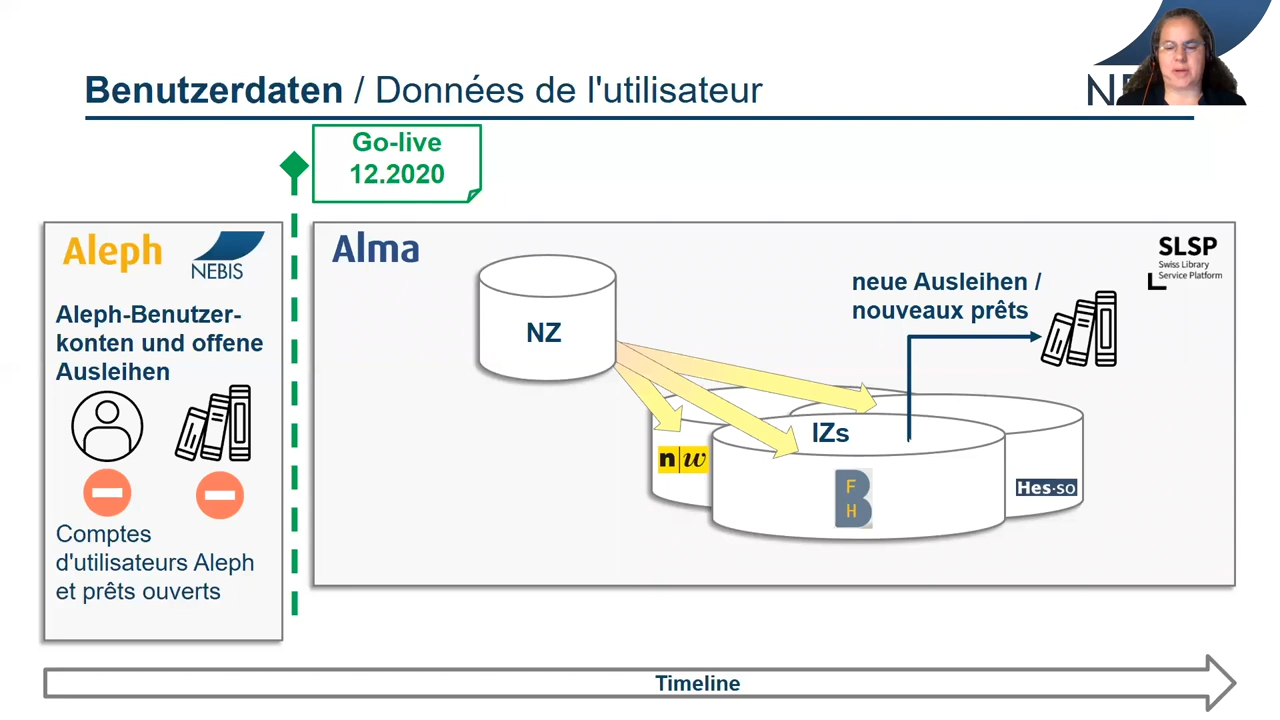 Benutzerdaten / Données de l'utilisateur
Go-live
12.2020
Aleph
NEBIS
Aleph-Benutzer-
konten und offene
Ausleihen
Comptes
d'utilisateurs Aleph
et prêts ouverts
Alma
SLSP
Swiss Library
Service Platform
neue Ausleihen /
nouveaux prêts
NZ
IZs
n|w
F
B
H
Hes·so
Timeline